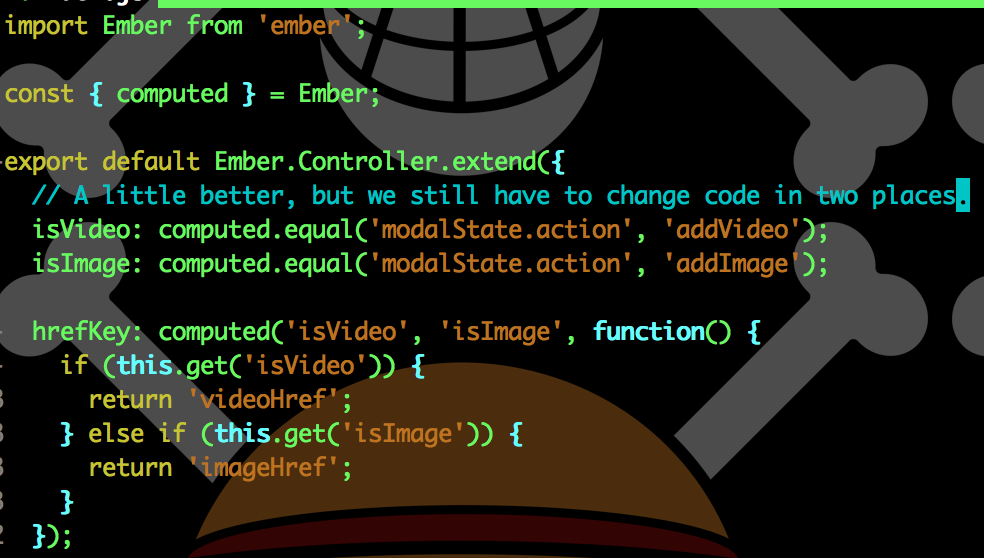 import Ember from 'ember';
const { computed } = Ember;
export default Ember.Controller.extend({
// A little better, but we still have to change code in two places.
isVideo: computed.equal('modalState.action', 'addVideo');
isImage: computed.equal('modalState.action', 'addImage');
hrefKey: computed('isVideo', 'isImage', function() {
if (this.get('isVideo')) {
return 'videoHref';
} else if (this.get('isImage')) {
return 'imageHref';
}
});